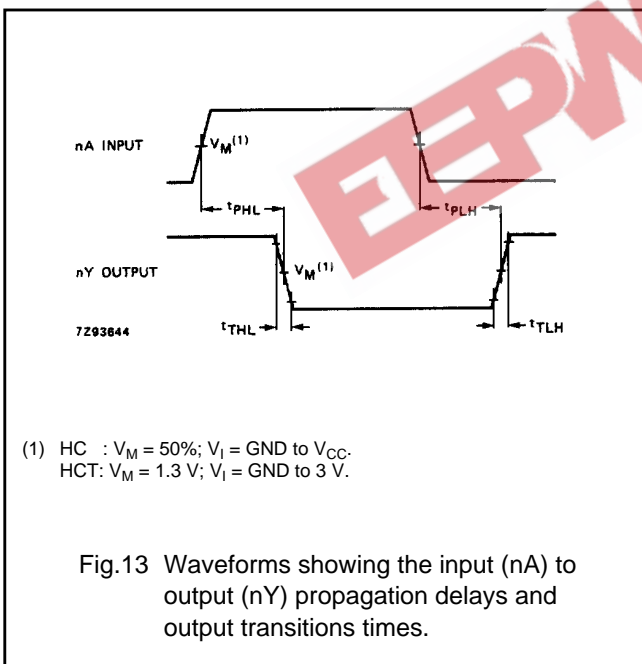 EEPW
nA INPUT
VM(1)
tPHL
tPLH
nY OUTPUT
VM(1)
7Z93644
tTHL
tTLH
(1) HC : VM = 50%; VI = GND to VCC.
HCT: VM = 1.3 V; VI = GND to 3 V.
Fig.13 Waveforms showing the input (nA) to
output (nY) propagation delays and
output transitions times.